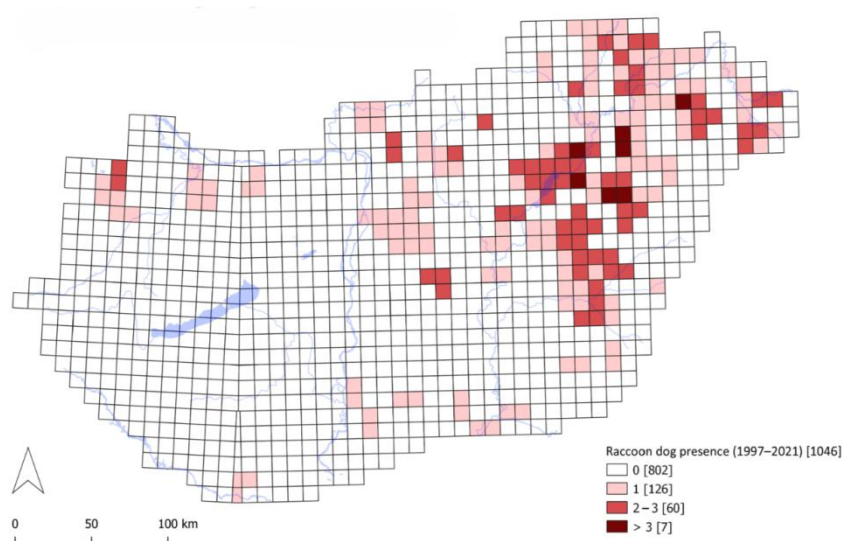 Raccoon dog presence (1997–2021) [1046]
0 [802]
1 [126]
2–3 [60]
> 3 [7]
0 50 100 km